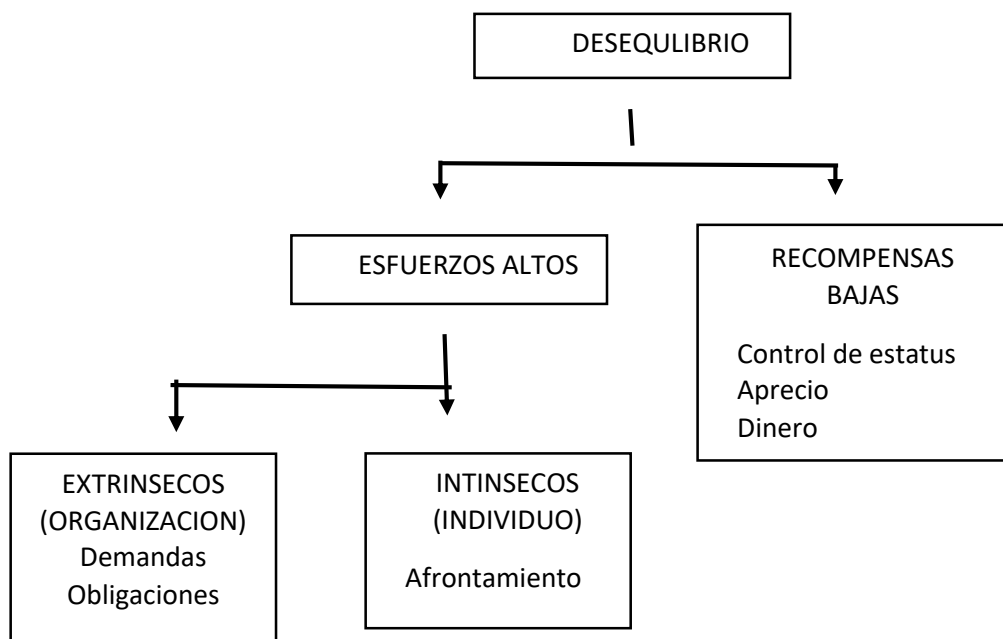 DESEQULIBRIO
ESFUERZOS ALTOS
RECOMPENSAS
BAJAS
Control de estatus
Aprecio
Dinero
EXTRINSECOS
(ORGANIZACION)
Demandas
Obligaciones
INTINSECOS
(INDIVIDUO)
Afrontamiento